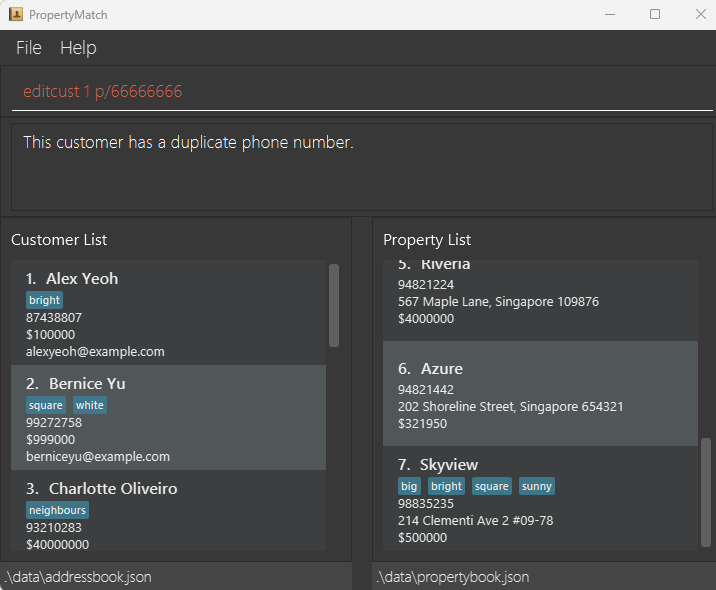 PropertyMatch
File Help
editcust 1 p/66666666
This customer has a duplicate phone number.
Customer List
1. Alex Yeoh
bright
87438807
$100000
alexyeoh@example.com
2. Bernice Yu
square white
99272758
$999000
berniceyu@example.com
3. Charlotte Oliveiro
neighbours
93210283
$40000000
.\data\addressbook.json
Property List
5. Riveria
94821224
567 Maple Lane, Singapore 109876
$4000000
6. Azure
94821442
202 Shoreline Street, Singapore 654321
$321950
7. Skyview
big bright square sunny
98835235
214 Clementi Ave 2 #09-78
$500000
.\data\propertybook.json